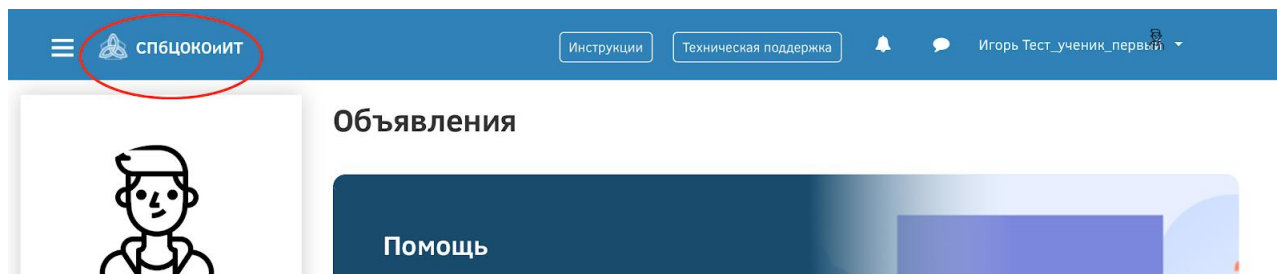 СПбЦОКОиИТ Инструкции Техническая поддержка Игорь Тест_ученик_первый
Объявления
Помощь